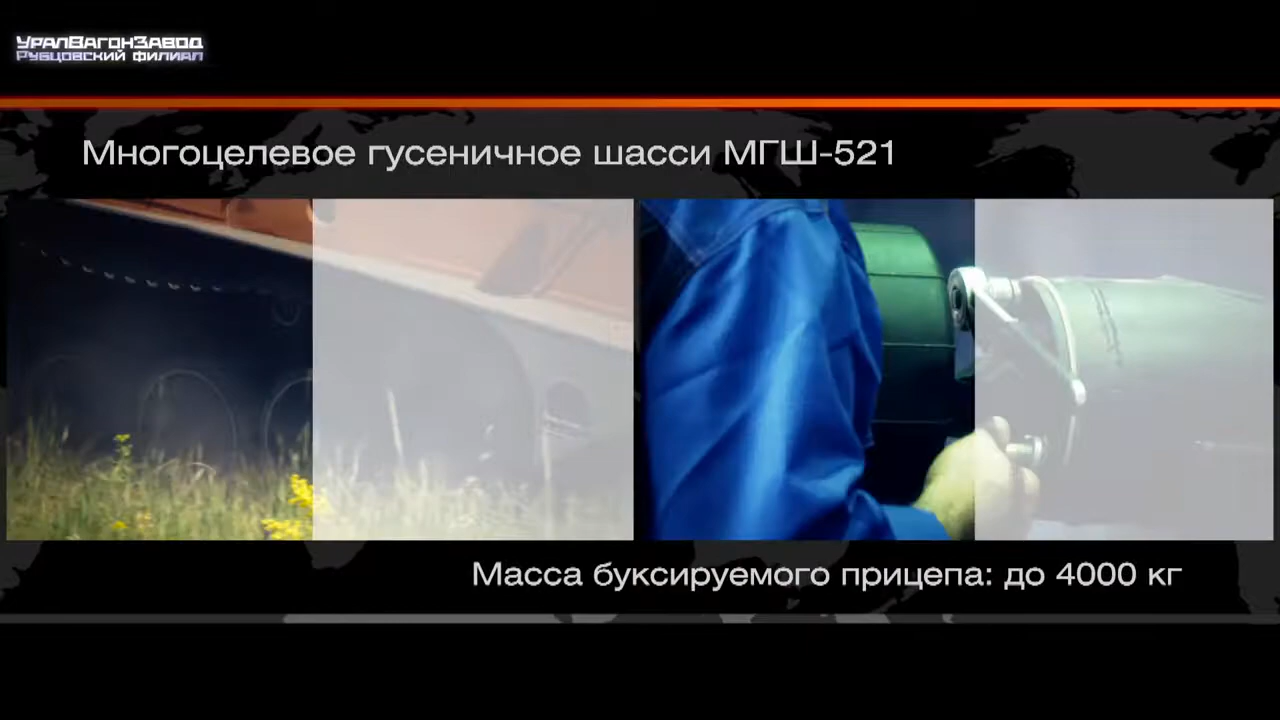 УралВагонЗавод
Рубцовский филиал
Многоцелевое гусеничное шасси МГШ-521
Масса буксируемого прицепа: до 4000 кг